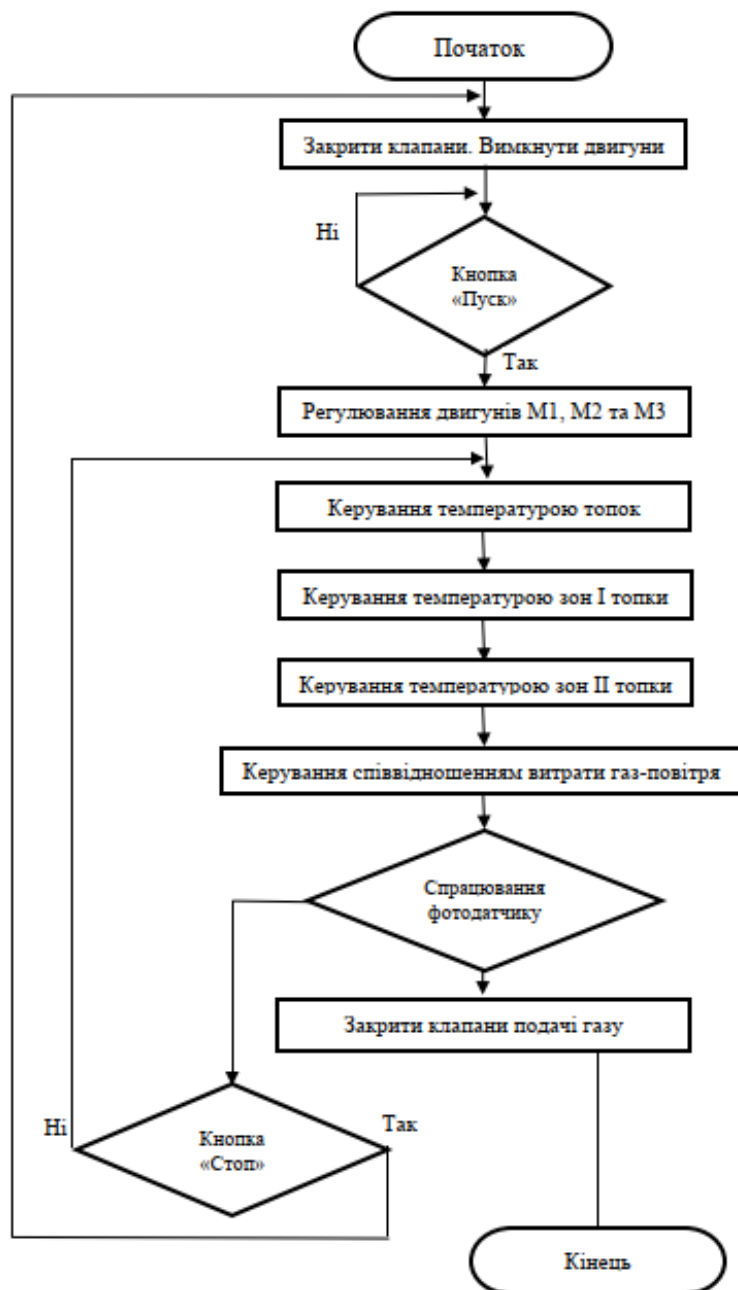 Початок
Закрити клапани. Вимкнути двигуни
Ні
Кнопка
«Пуск»
Так
Регулювання двигунів М1, М2 та М3
Керування температурою топок
Керування температурою зон I топки
Керування температурою зон II топки
Керування співвідношенням витрати газ-повітря
Спрацювання
фотодатчику
Закрити клапани подачі газу
Ні
Кнопка
«Стоп»
Так
Кінець